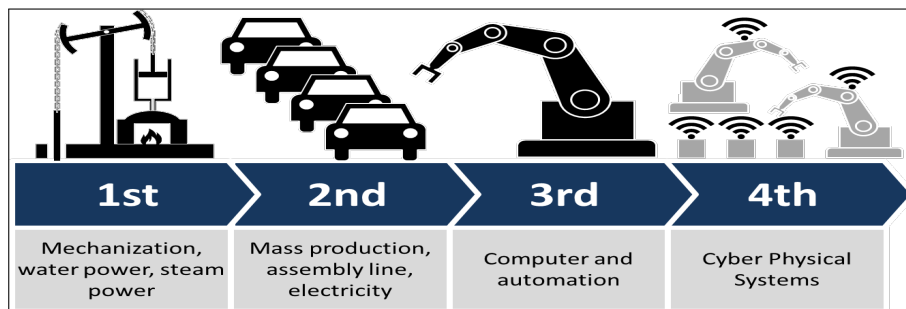 1st
2nd
3rd
4th
Mechanization,
water power, steam
power
Mass production,
assembly line,
electricity
Computer and
automation
Cyber Physical
Systems